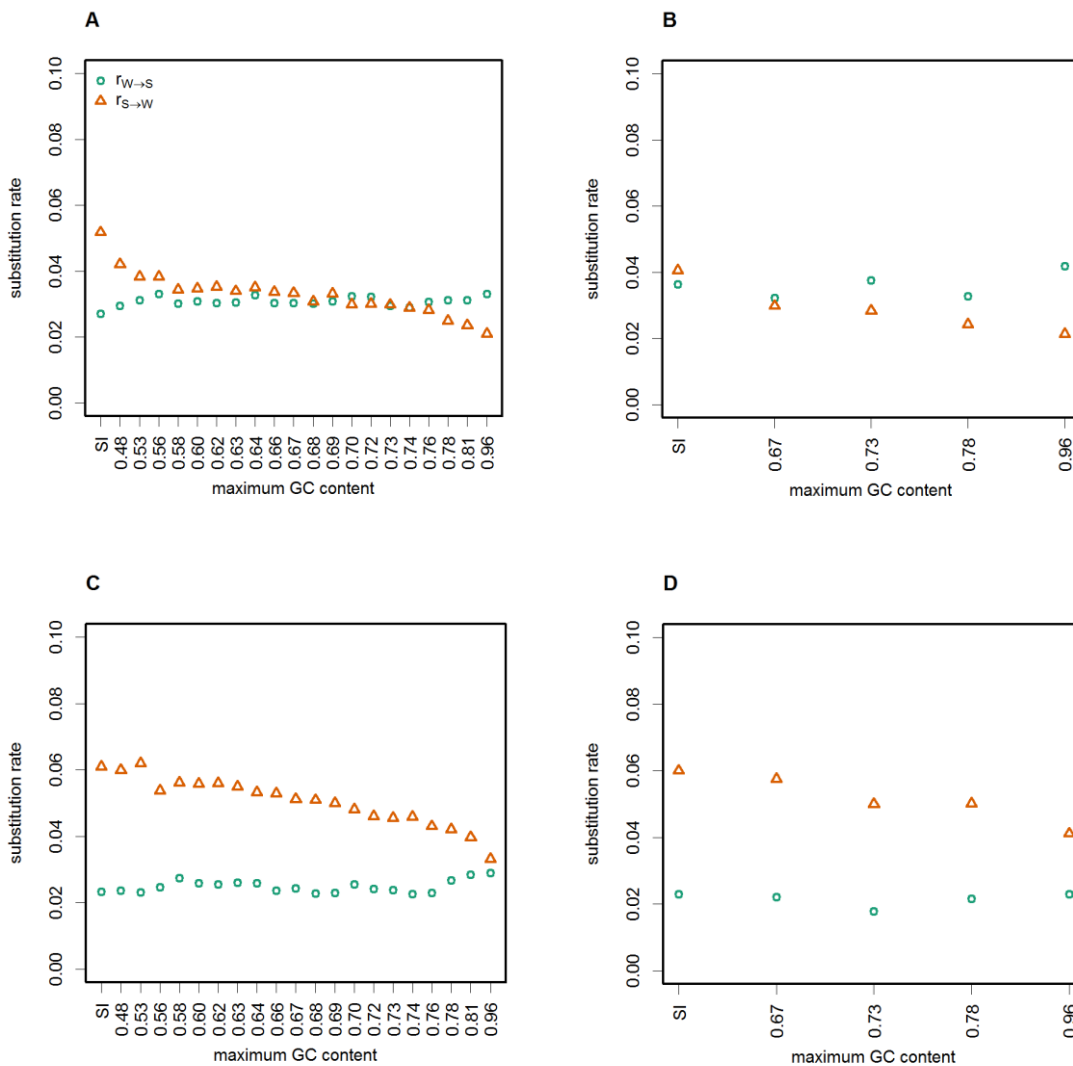 A
r W→S
r S→W
0.00 0.02 0.04 0.06 0.08 0.10
substitution rate
SI 0.48 0.53 0.56 0.58 0.60 0.62 0.63 0.64 0.66 0.67 0.68 0.69 0.70 0.72 0.73 0.74 0.76 0.78 0.81 0.96
maximum GC content
B
0.00 0.02 0.04 0.06 0.08 0.10
substitution rate
SI 0.67 0.73 0.78 0.96
maximum GC content
C
0.00 0.02 0.04 0.06 0.08 0.10
substitution rate
SI 0.48 0.53 0.56 0.58 0.60 0.62 0.63 0.64 0.66 0.67 0.68 0.69 0.70 0.72 0.73 0.74 0.76 0.78 0.81 0.96
maximum GC content
D
0.00 0.02 0.04 0.06 0.08 0.10
substitution rate
SI 0.67 0.73 0.78 0.96
maximum GC content